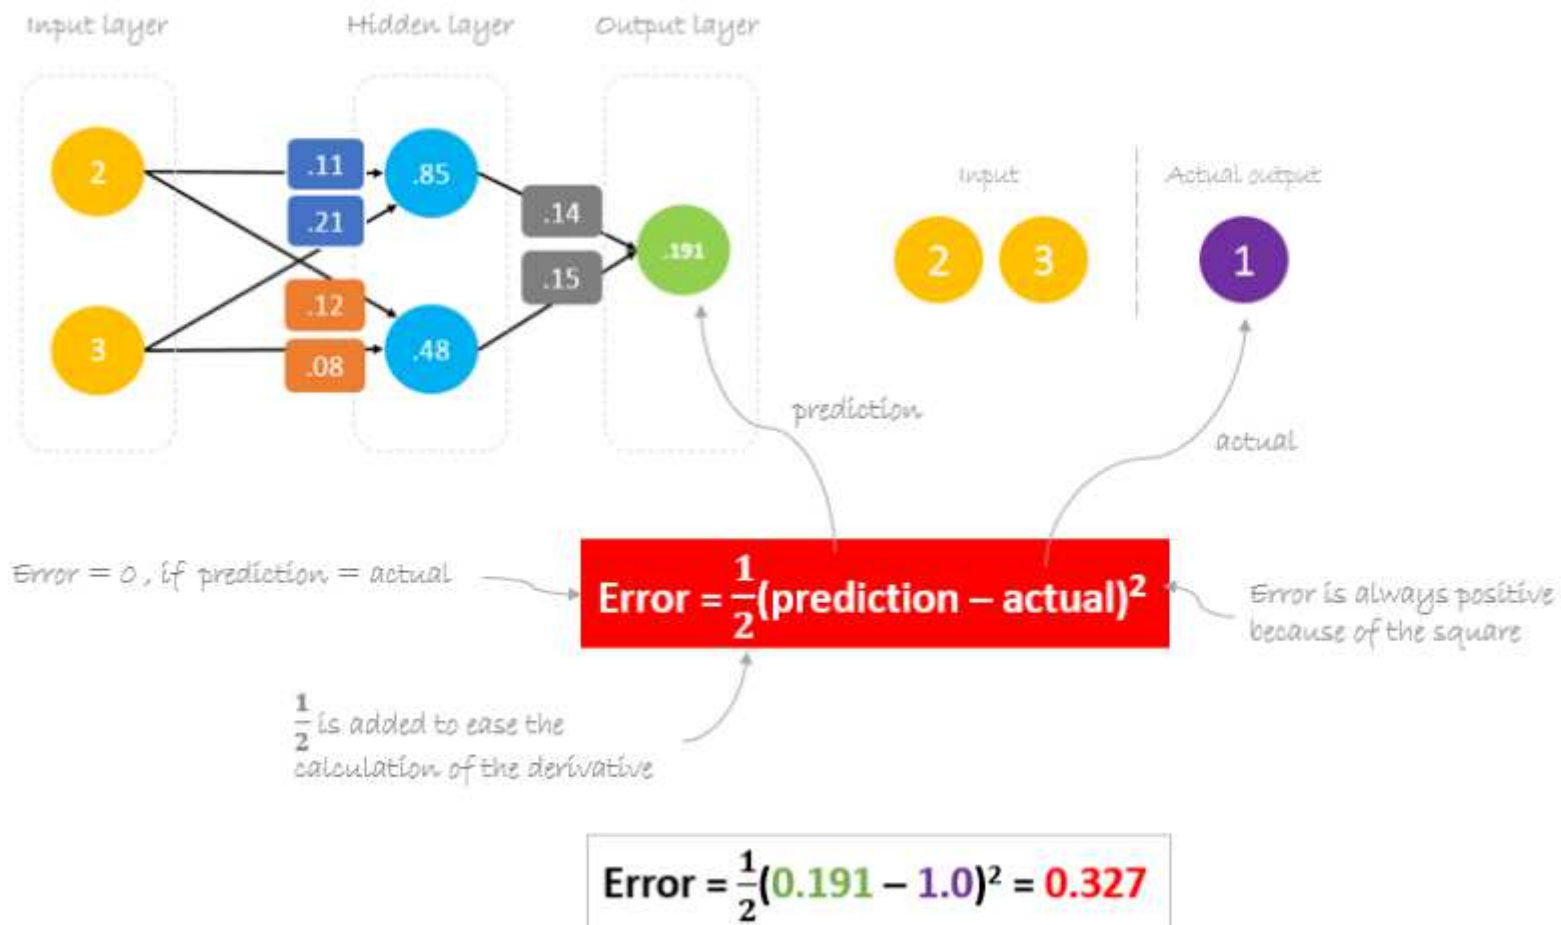 Input layer Hidden layer Output layer
2 .11 .85
.21
.14
.191
.15
.12
3 .08 .48
Input Actual output
2 3 1
prediction
actual
Error = 0, if prediction = actual
Error = 1/2(prediction – actual)²
Error is always positive
because of the square
1/2 is added to ease the
calculation of the derivative
Error = 1/2(0.191 – 1.0)² = 0.327